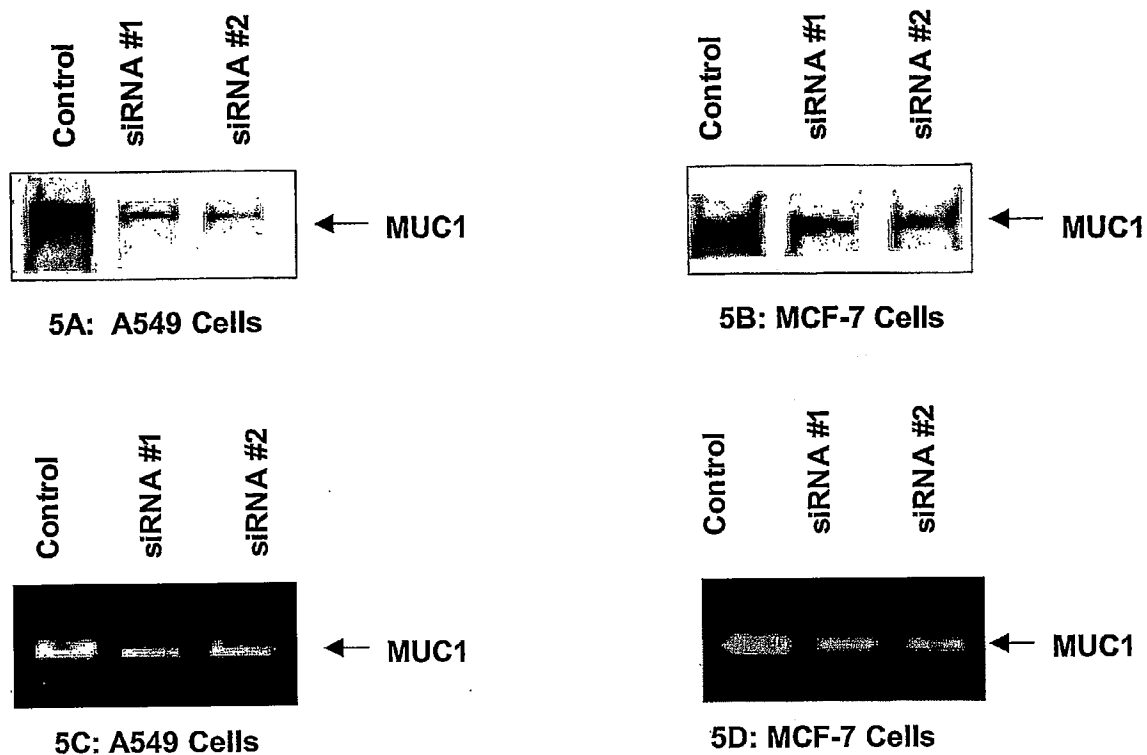 Control
siRNA #1
siRNA #2
MUC1
5A: A549 Cells
Control
siRNA #1
siRNA #2
MUC1
5B: MCF-7 Cells
Control
siRNA #1
siRNA #2
MUC1
5C: A549 Cells
Control
siRNA #1
siRNA #2
MUC1
5D: MCF-7 Cells